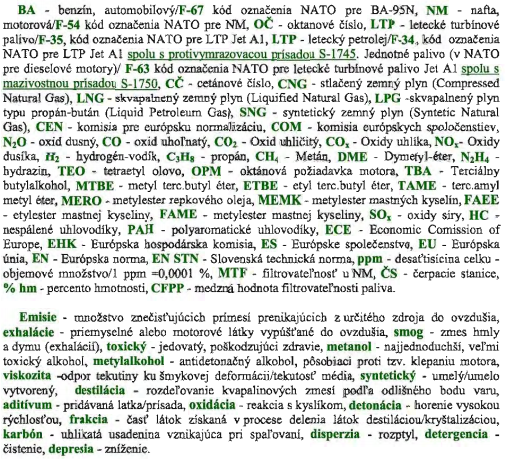 BA - benzín, automobilový/F-67 kód označenia NATO pre BA-95N, NM - nafta,
motorová/F-54 kód označenia NATO pre NM, OČ - oktanové číslo, LTP - letecké turbínové
palivo/F-35, kód označenia NATO pre LTP Jet A1, LTP - letecký petrolej/F-34, kód označenia
NATO pre LTP Jet A1 spolu s protivymrazovacou prísadou S-1745. Jednotné palivo (v NATO
pre dieselové motory)/ F-63 kód označenia NATO pre letecké turbínové palivo Jet A1 spolu s
mazivostnou prísadou S-1750, CČ - cetánové číslo, CNG - stlačený zemný plyn (Compressed
Natural Gas), LNG - skvapalnený zemný plyn (Liquified Natural Gas), LPG -skvapalnený plyn
typu propán-bután (Liquid Petroleum Gas), SNG - syntetický zemný plyn (Syntetic Natural
Gas), CEN - komisia pre európsku normalizáciu, COM - komisia európskych spoločenstiev,
N₂O - oxid dusný, CO - oxid uhoľnatý, CO₂ - Oxid uhličitý, COₓ - Oxidy uhlíka, NOₓ- Oxidy
dusíka, H₂ - hydrogén-vodík, C₃H₈ - propán, CH₄ - Metán, DME - Dymetyl-éter, N₂H₄ -
hydrazín, TEO - tetraetyl olovo, OPM - oktánová požiadavka motora, TBA - Terciálny
butylalkohol, MTBE - metyl terc.butyl éter, ETBE - etyl terc.butyl éter, TAME - terc.amyl
metyl éter, MERO - metylester repkového oleja, MEMK - metylester mastných kyselín, FAEE
- etylester mastnej kyseliny, FAME - metylester mastnej kyseliny, SOₓ - oxidy síry, HC -
nespálené uhlovodíky, PAH - polyaromatické uhlovodíky, ECE - Economic Comission of
Europe, EHK - Európska hospodárska komisia, ES - Európske spoločenstvo, EU - Európska
únia, EN - Európska norma, EN STN - Slovenská technická norma, ppm - desaťtisícina celku -
objemové množstvo/1 ppm =0,0001 %, MTF - filtrovateľnosť u NM, ČS - čerpacie stanice,
% hm - percento hmotnosti, CFPP - medzná hodnota filtrovateľnosti paliva.
Emisie - množstvo znečisťujúcich prímesí prenikajúcich z určitého zdroja do ovzdušia,
exhalácie - priemyselné alebo motorové látky vypúšťané do ovzdušia, smog - zmes hmly
a dymu (exhalácií), toxický - jedovatý, poškodzujúci zdravie, metanol - najjednoduchší, veľmi
toxický alkohol, metylalkohol - antidetonačný alkohol, pôsobiaci proti tzv. klepaniu motora,
viskozita -odpor tekutiny ku šmykovej deformácii/tekutosť média, syntetický - umelý/umelo
vytvorený, destilácia - rozdeľovanie kvapalinových zmesí podľa odlišného bodu varu,
aditívum - pridávaná latka/prísada, oxidácia - reakcia s kyslíkom, detonácia - horenie vysokou
rýchlosťou, frakcia - časť látok získaná v procese delenia látok destiláciou/kryštalizáciou,
karbón - uhlíkatá usadenina vznikajúca pri spaľovaní, disperzia - rozptyl, detergencia -
čistenie, depresia - zníženie.